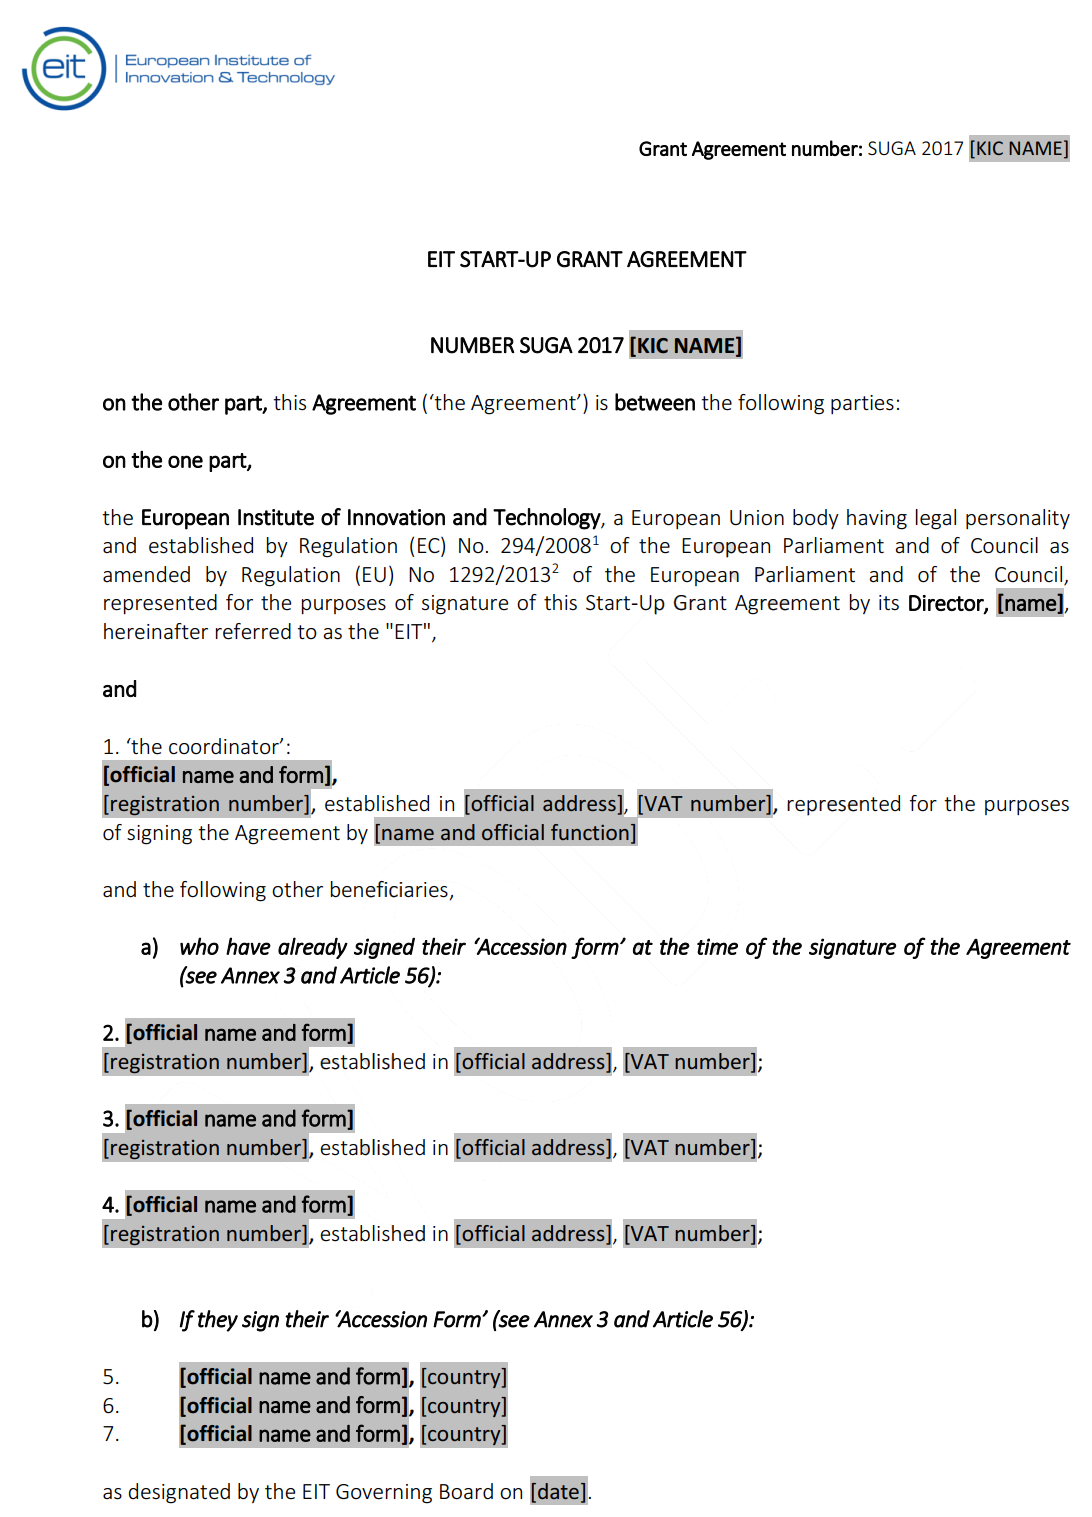 eit
European Institute of
Innovation & Technology
Grant Agreement number: SUGA 2017 [KIC NAME]
EIT START-UP GRANT AGREEMENT
NUMBER SUGA 2017 [KIC NAME]
on the other part, this Agreement (‘the Agreement’) is between the following parties:
on the one part,
the European Institute of Innovation and Technology, a European Union body having legal personality
and established by Regulation (EC) No. 294/2008¹ of the European Parliament and of Council as
amended by Regulation (EU) No 1292/2013² of the European Parliament and of the Council,
represented for the purposes of signature of this Start-Up Grant Agreement by its Director, [name],
hereinafter referred to as the "EIT",
and
1. ‘the coordinator’:
[official name and form],
[registration number], established in [official address], [VAT number], represented for the purposes
of signing the Agreement by [name and official function]
and the following other beneficiaries,
a) who have already signed their ‘Accession form’ at the time of the signature of the Agreement
(see Annex 3 and Article 56):
2. [official name and form]
[registration number], established in [official address], [VAT number];
3. [official name and form]
[registration number], established in [official address], [VAT number];
4. [official name and form]
[registration number], established in [official address], [VAT number];
b) If they sign their ‘Accession Form’ (see Annex 3 and Article 56):
5. [official name and form], [country]
6. [official name and form], [country]
7. [official name and form], [country]
as designated by the EIT Governing Board on [date].